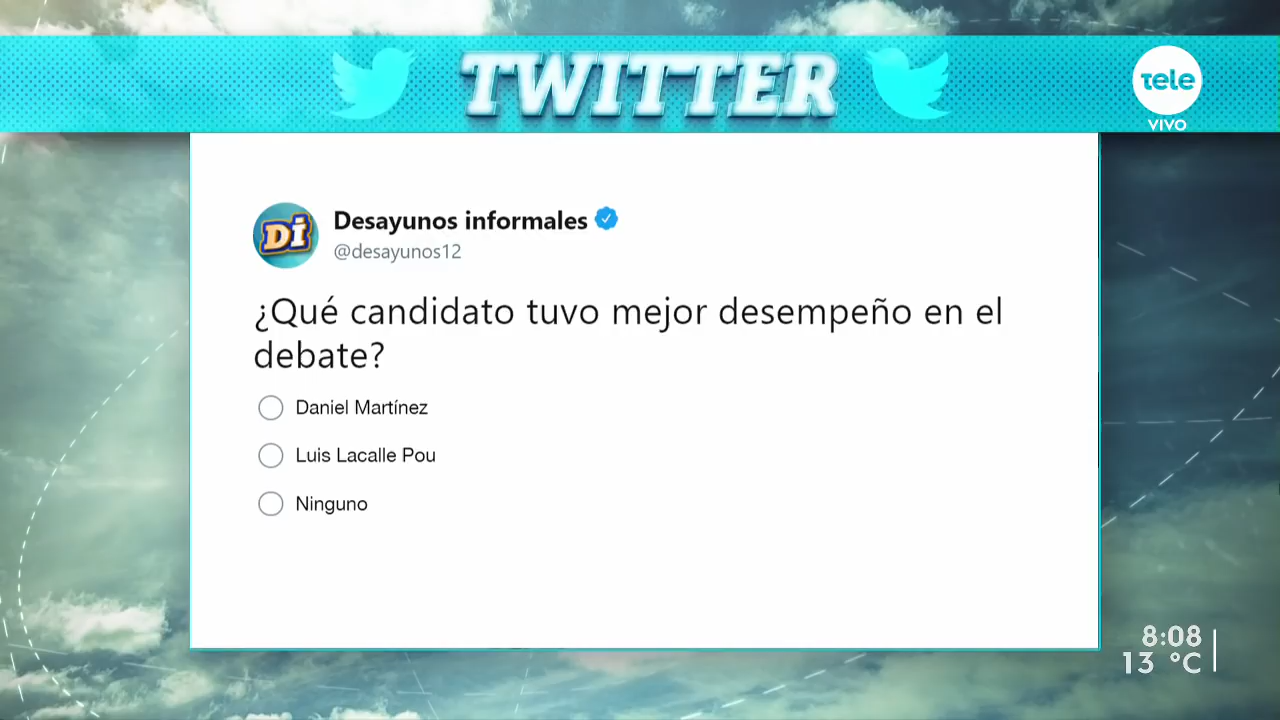 TWITTER
tele
VIVO
Di
Desayunos informales
@desayunos12
¿Qué candidato tuvo mejor desempeño en el
debate?
Daniel Martínez
Luis Lacalle Pou
Ninguno
8:08
13 °C